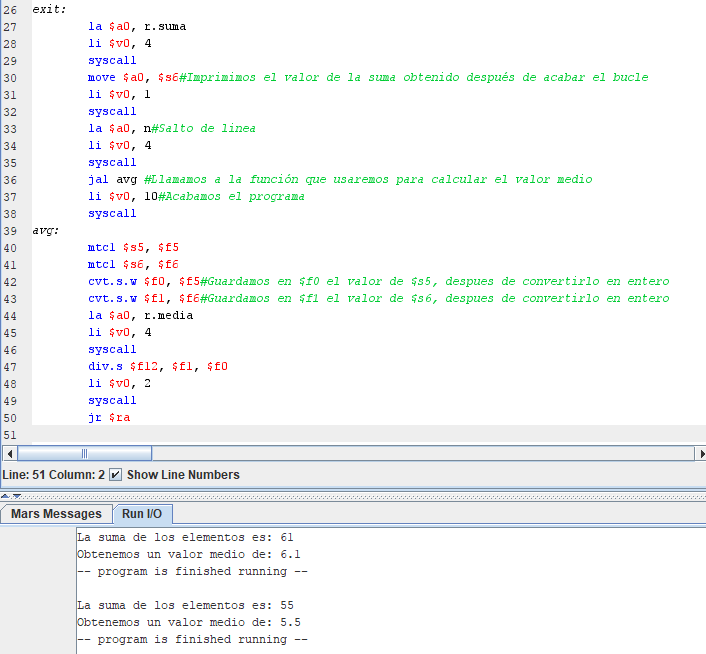 26 exit:
27 la $a0, r.suma
28 li $v0, 4
29 syscall
30 move $a0, $s6#Imprimimos el valor de la suma obtenido después de acabar el bucle
31 li $v0, 1
32 syscall
33 la $a0, n#Salto de linea
34 li $v0, 4
35 syscall
36 jal avg #Llamamos a la función que usaremos para calcular el valor medio
37 li $v0, 10#Acabamos el programa
38 syscall
39 avg:
40 mtc1 $s5, $f5
41 mtc1 $s6, $f6
42 cvt.s.w $f0, $f5#Guardamos en $f0 el valor de $s5, despues de convertirlo en entero
43 cvt.s.w $f1, $f6#Guardamos en $f1 el valor de $s6, despues de convertirlo en entero
44 la $a0, r.media
45 li $v0, 4
46 syscall
47 div.s $f12, $f1, $f0
48 li $v0, 2
49 syscall
50 jr $ra
51
Line: 51 Column: 2 Show Line Numbers
Mars Messages Run I/O
La suma de los elementos es: 61
Obtenemos un valor medio de: 6.1
-- program is finished running --
La suma de los elementos es: 55
Obtenemos un valor medio de: 5.5
-- program is finished running --